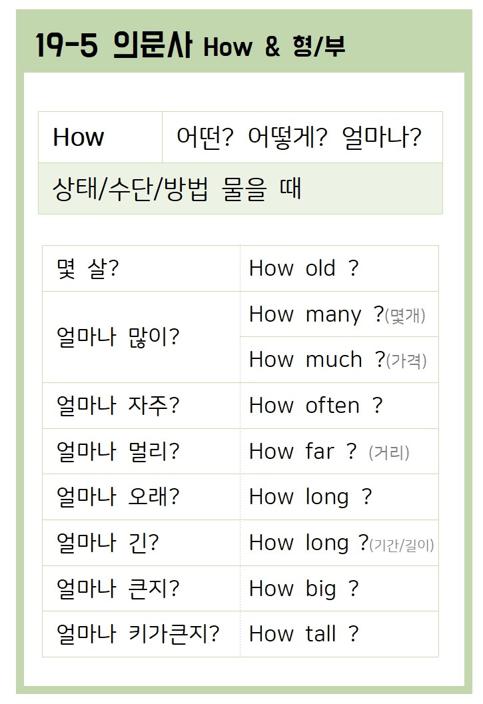 19-5 의문사 How & 형/부
How 어떤? 어떻게? 얼마나?
상태/수단/방법 물을 때
몇 살? How old ?
얼마나 많이? How many ?(몇개)
How much ?(가격)
얼마나 자주? How often ?
얼마나 멀리? How far ? (거리)
얼마나 오래? How long ?
얼마나 긴? How long ?(기간/길이)
얼마나 큰지? How big ?
얼마나 키가큰지? How tall ?